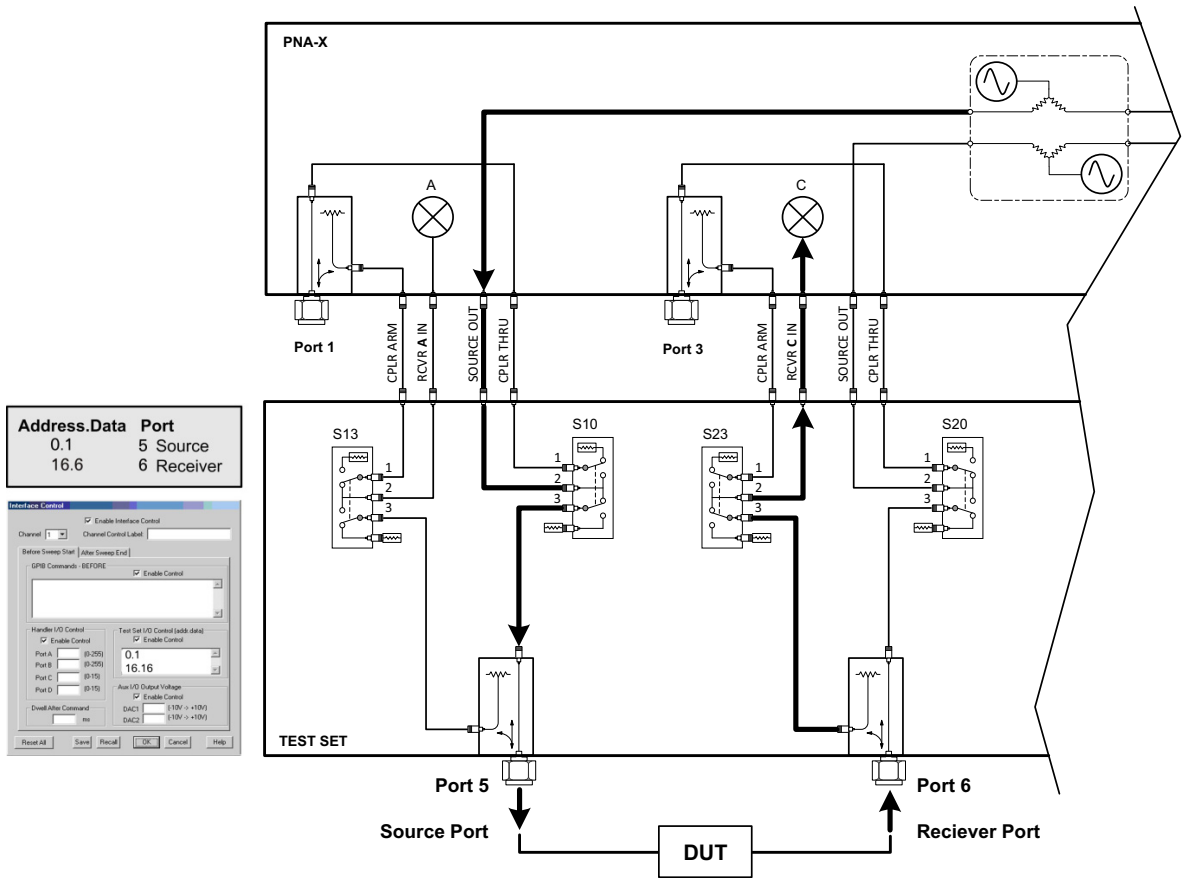 PNA-X
A
C
Port 1
Port 3
CPLR ARM
RCVR A IN
SOURCE OUT
CPLR THRU
CPLR ARM
RCVR C IN
SOURCE OUT
CPLR THRU
Address.Data Port
0.1 5 Source
16.6 6 Receiver
S13
1
2
3
S10
1
2
3
S23
1
2
3
S20
1
2
3
Interface Control
Enable Interface Control
Channel 1 Channel Control Label
Before Sweep Start After Sweep End
GPIB Commands - BEFORE
Enable Control
Handler I/O Control
Enable Control
Port A (0-255)
Port B (0-255)
Port C (0-15)
Port D (0-15)
Test Set I/O Control (addr.data)
Enable Control
0.1
16.16
Dwell After Command
Aux I/O Output Voltage
Enable Control
DAC1 (-10V -> +10V)
DAC2 (-10V -> +10V)
Reset All Save Recall OK Cancel Help
TEST SET
Port 5
Port 6
Source Port
Reciever Port
DUT